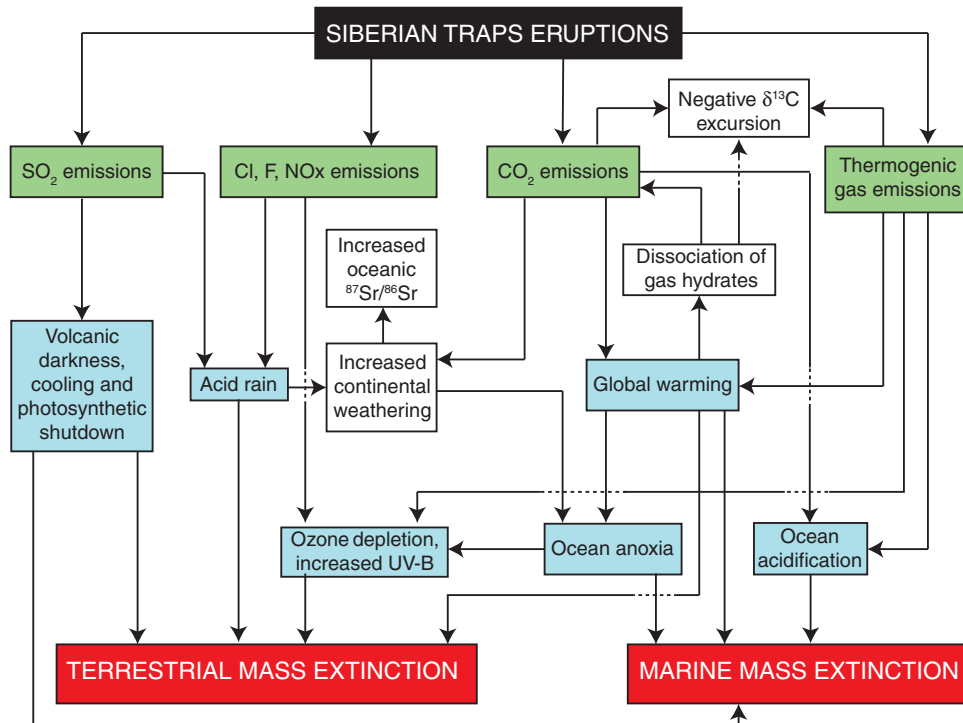 SIBERIAN TRAPS ERUPTIONS
Negative δ¹³C
excursion
SO₂ emissions
Cl, F, NOx emissions
CO₂ emissions
Thermogenic
gas emissions
Increased
oceanic
⁸⁷Sr/⁸⁶Sr
Dissociation of
gas hydrates
Volcanic
darkness,
cooling and
photosynthetic
shutdown
Acid rain
Increased
continental
weathering
Global warming
Ozone depletion,
increased UV-B
Ocean anoxia
Ocean
acidification
TERRESTRIAL MASS EXTINCTION
MARINE MASS EXTINCTION